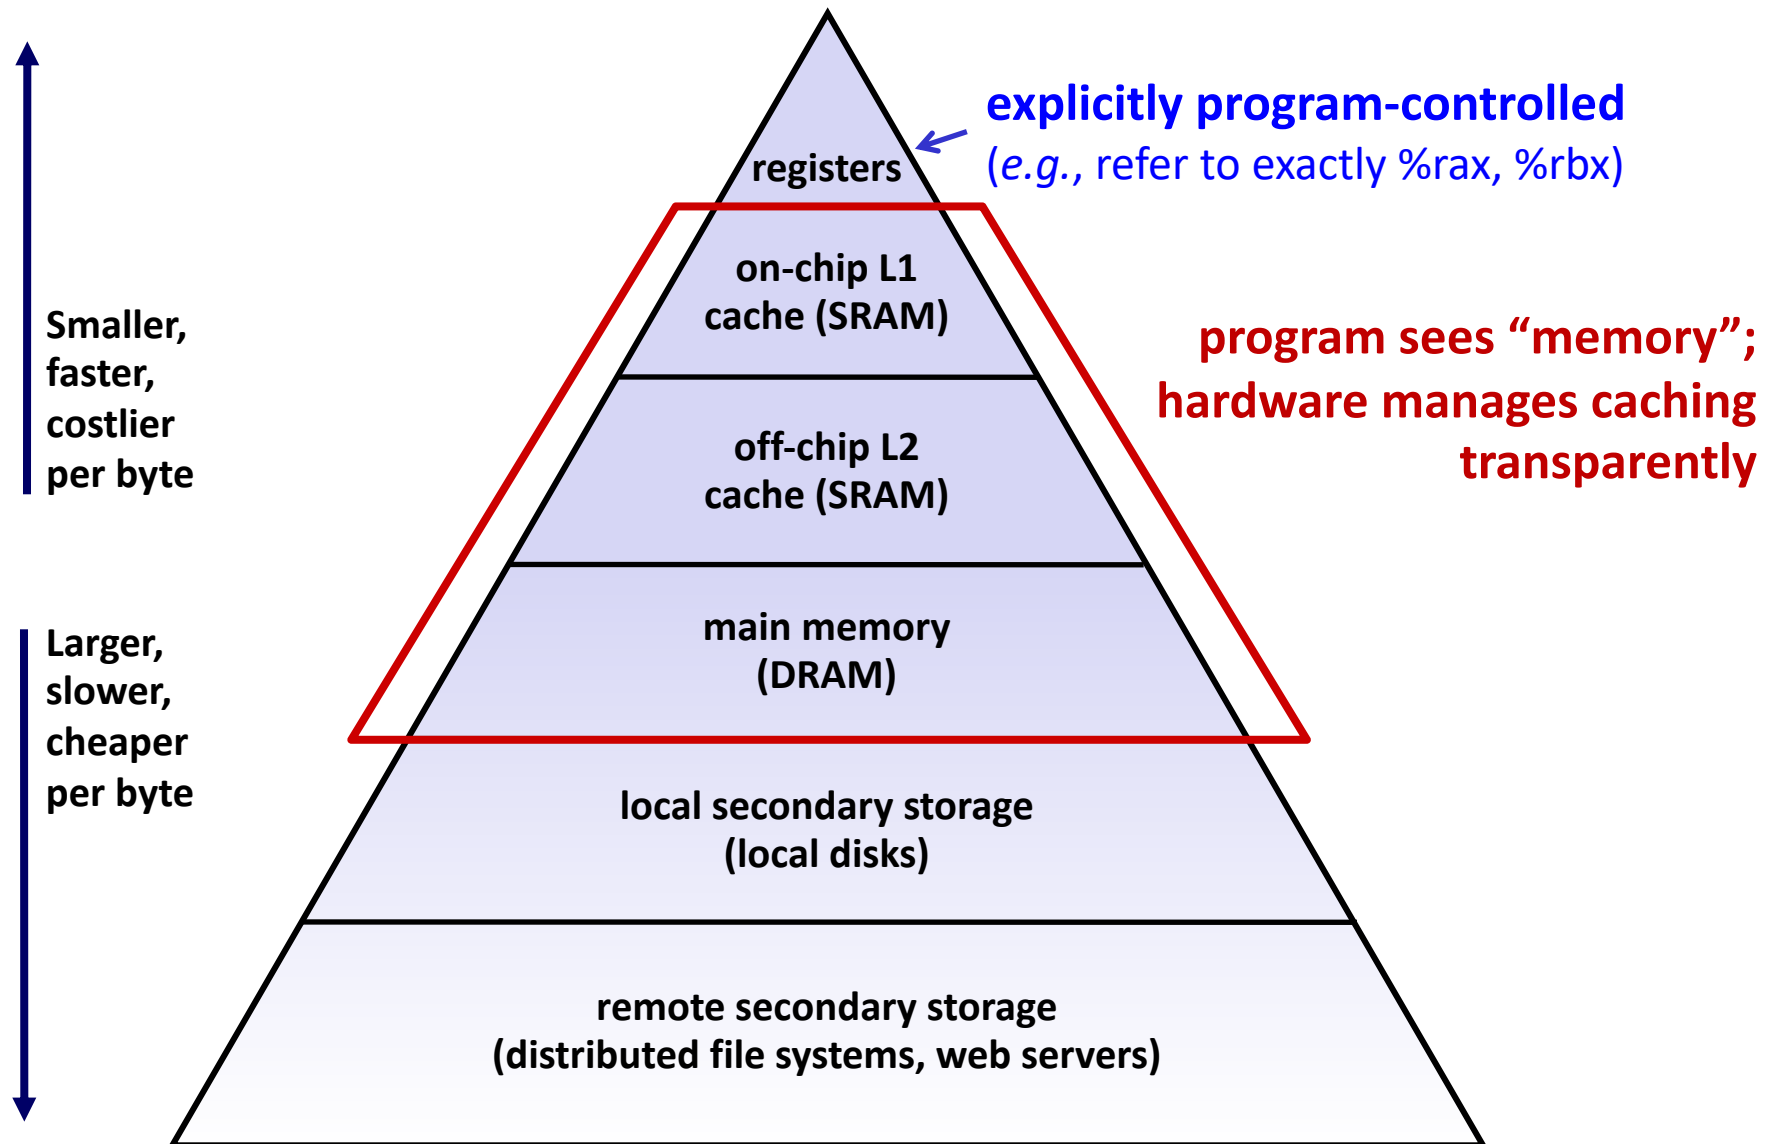 explicitly program-controlled
(e.g., refer to exactly %rax, %rbx)
registers
on-chip L1
cache (SRAM)
Smaller,
faster,
costlier
per byte
program sees “memory”;
hardware manages caching
transparently
off-chip L2
cache (SRAM)
main memory
(DRAM)
Larger,
slower,
cheaper
per byte
local secondary storage
(local disks)
remote secondary storage
(distributed file systems, web servers)